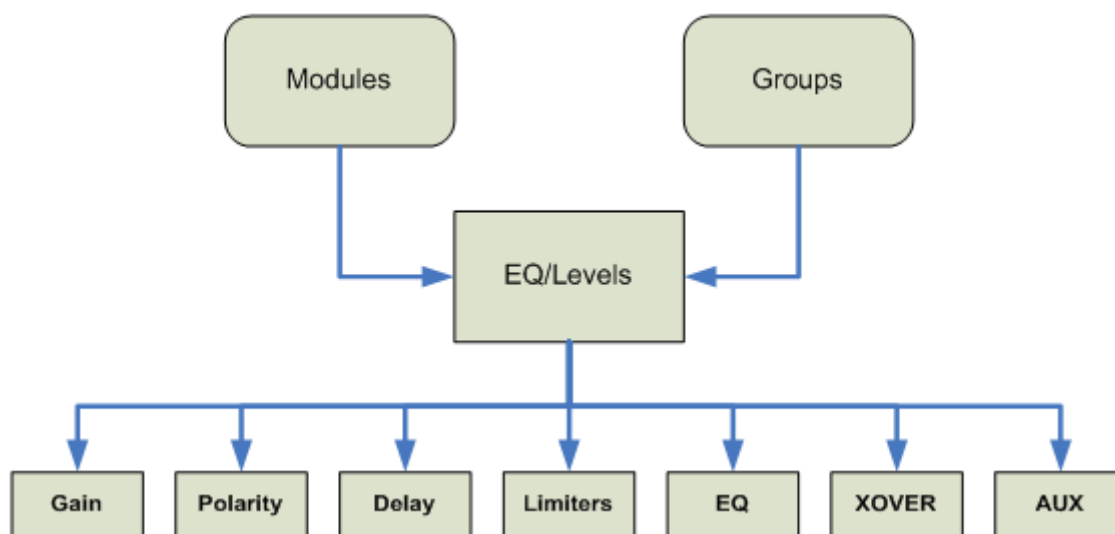 Modules
Groups
EQ/Levels
Gain
Polarity
Delay
Limiters
EQ
XOVER
AUX